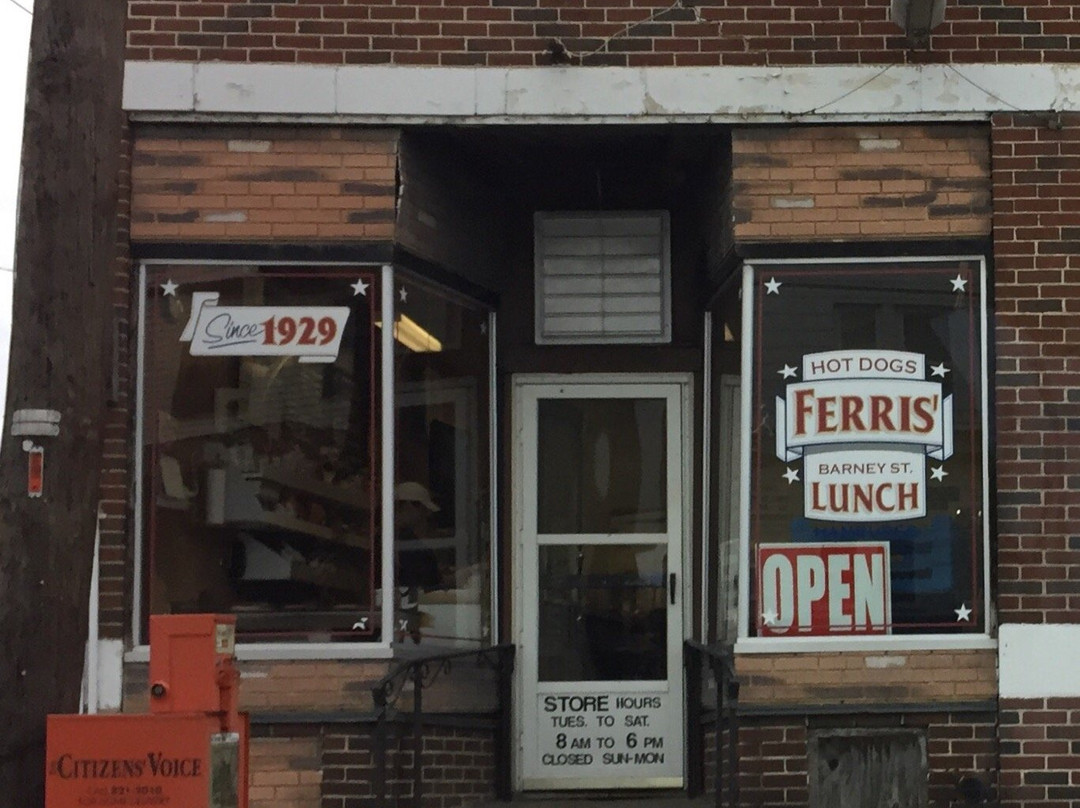 Since 1929
HOT DOGS
FERRIS'
BARNEY ST.
LUNCH
OPEN
STORE HOURS
TUES. TO SAT.
8 AM TO 6 PM
CLOSED SUN-MON
THE CITIZENS' VOICE